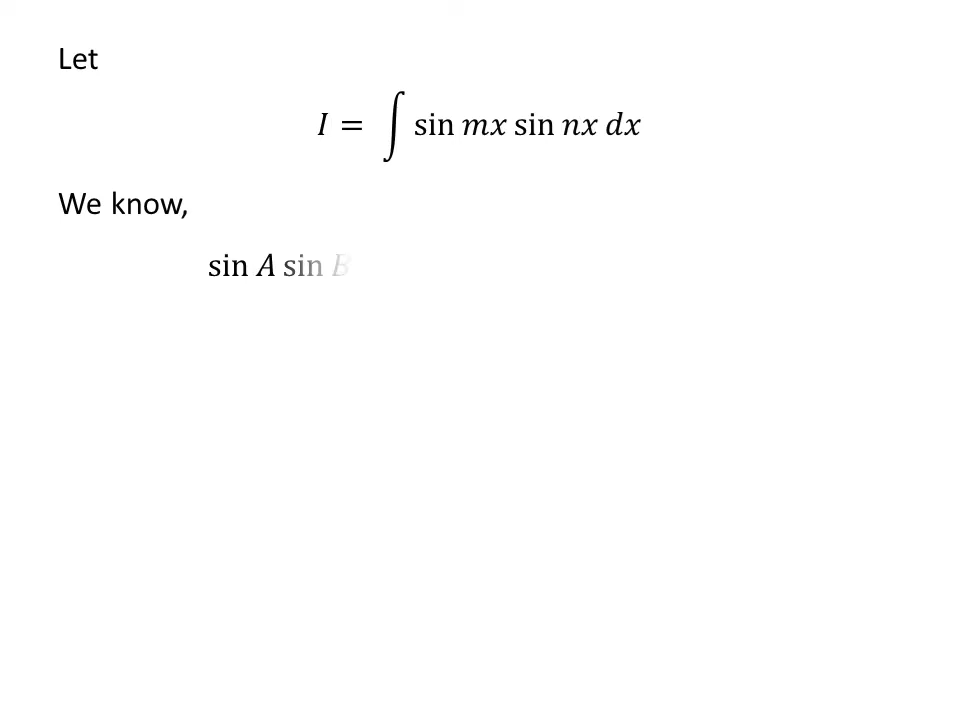 Let
I = ∫ sin mx sin nx dx
We know,
sin A sin B